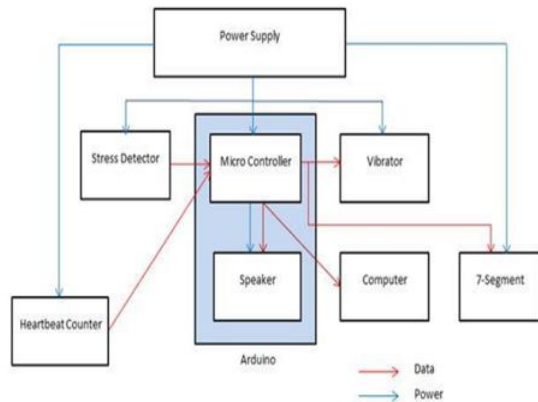 Power Supply
Stress Detector
Micro Controller
Vibrator
Speaker
Computer
7-Segment
Heartbeat Counter
Arduino
Data
Power